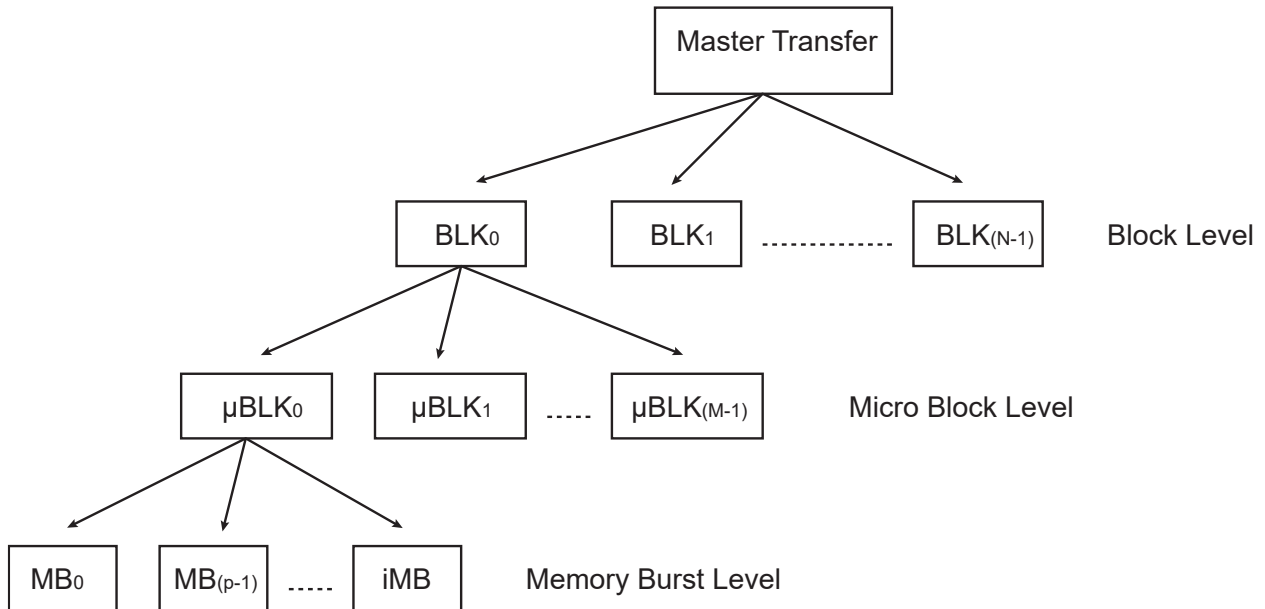 Master Transfer
BLK0 BLK1 BLK(N-1) Block Level
µBLK0 µBLK1 µBLK(M-1) Micro Block Level
MB0 MB(p-1) iMB Memory Burst Level